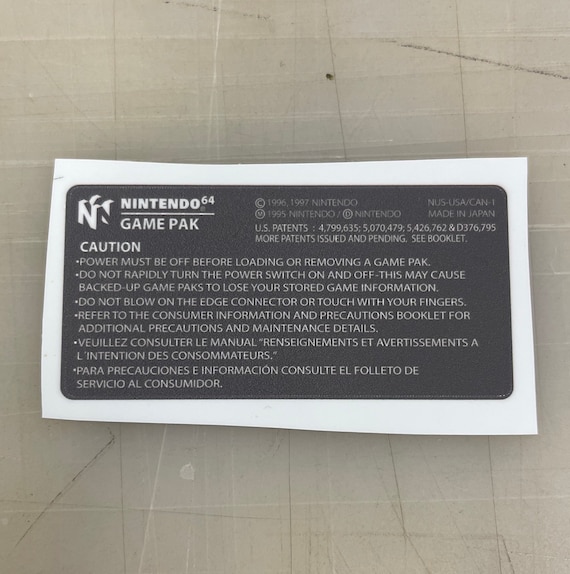 NINTENDO 64
GAME PAK
© 1996, 1997 NINTENDO
Ⓜ 1995 NINTENDO / Ⓓ NINTENDO
NUS-USA/CAN-1
MADE IN JAPAN
U.S. PATENTS : 4,799,635; 5,070,479; 5,426,762 & D376,795
MORE PATENTS ISSUED AND PENDING. SEE BOOKLET.
CAUTION
•POWER MUST BE OFF BEFORE LOADING OR REMOVING A GAME PAK.
•DO NOT RAPIDLY TURN THE POWER SWITCH ON AND OFF-THIS MAY CAUSE
BACKED-UP GAME PAKS TO LOSE YOUR STORED GAME INFORMATION.
•DO NOT BLOW ON THE EDGE CONNECTOR OR TOUCH WITH YOUR FINGERS.
•REFER TO THE CONSUMER INFORMATION AND PRECAUTIONS BOOKLET FOR
ADDITIONAL PRECAUTIONS AND MAINTENANCE DETAILS.
•VEUILLEZ CONSULTER LE MANUAL "RENSEIGNEMENTS ET AVERTISSEMENTS A
L´INTENTION DES CONSOMMATEURS."
•PARA PRECAUCIONES E INFORMACIÓN CONSULTE EL FOLLETO DE
SERVICIO AL CONSUMIDOR.